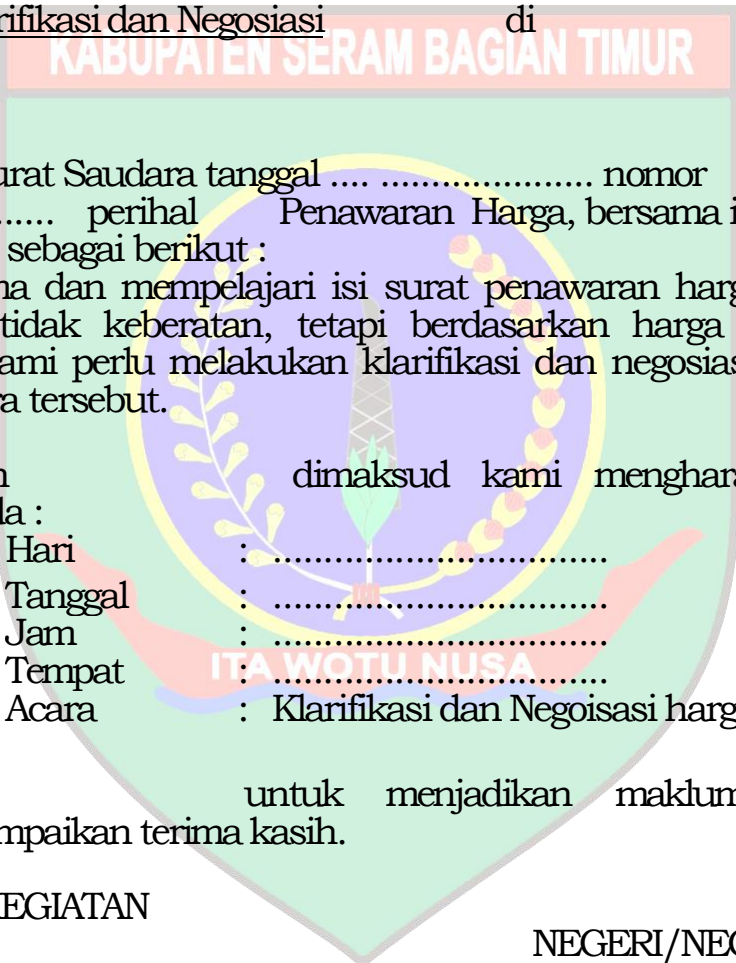 rifikasi dan Negosiasi di
KABUPATEN SERAM BAGIAN TIMUR
urat Saudara tanggal .... ..................... nomor
...... perihal Penawaran Harga, bersama i
sebagai berikut :
na dan mempelajari isi surat penawaran harg
tidak keberatan, tetapi berdasarkan harga
ami perlu melakukan klarifikasi dan negosias
ra tersebut.
n dimaksud kami menghara
da :
Hari : .................................
Tanggal : .................................
Jam : .................................
Tempat : .................................
ITA WOTU NUSA
Acara : Klarifikasi dan Negoisasi harg
untuk menjadikan maklum
mpaikan terima kasih.
EGIATAN
NEGERI/NEG